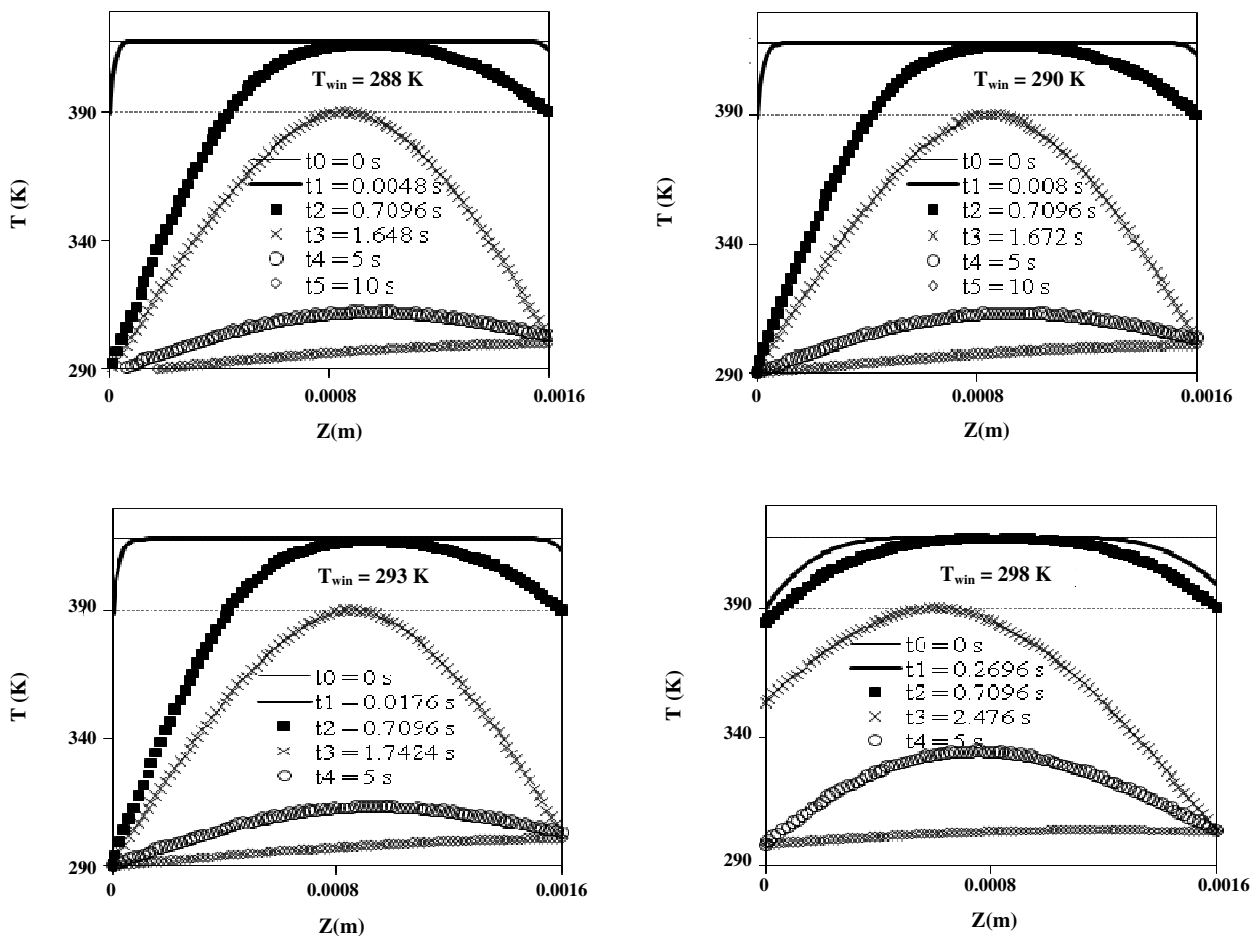 T_win = 288 K
390
t0 = 0 s
t1 = 0.0048 s
t2 = 0.7096 s
t3 = 1.648 s
t4 = 5 s
t5 = 10 s
340
290
0
0.0008
0.0016
T (K)
Z(m)
T_win = 290 K
390
t0 = 0 s
t1 = 0.008 s
t2 = 0.7096 s
t3 = 1.672 s
t4 = 5 s
t5 = 10 s
340
290
0
0.0008
0.0016
T (K)
Z(m)
T_win = 293 K
390
t0 = 0 s
t1 – 0.0176 s
t2 – 0.7096 s
t3 = 1.7424 s
t4 = 5 s
340
290
0
0.0008
0.0016
T (K)
Z(m)
T_win = 298 K
390
t0 = 0 s
t1 = 0.2696 s
t2 = 0.7096 s
t3 = 2.476 s
t4 = 5 s
340
290
0
0.0008
0.0016
T (K)
Z(m)